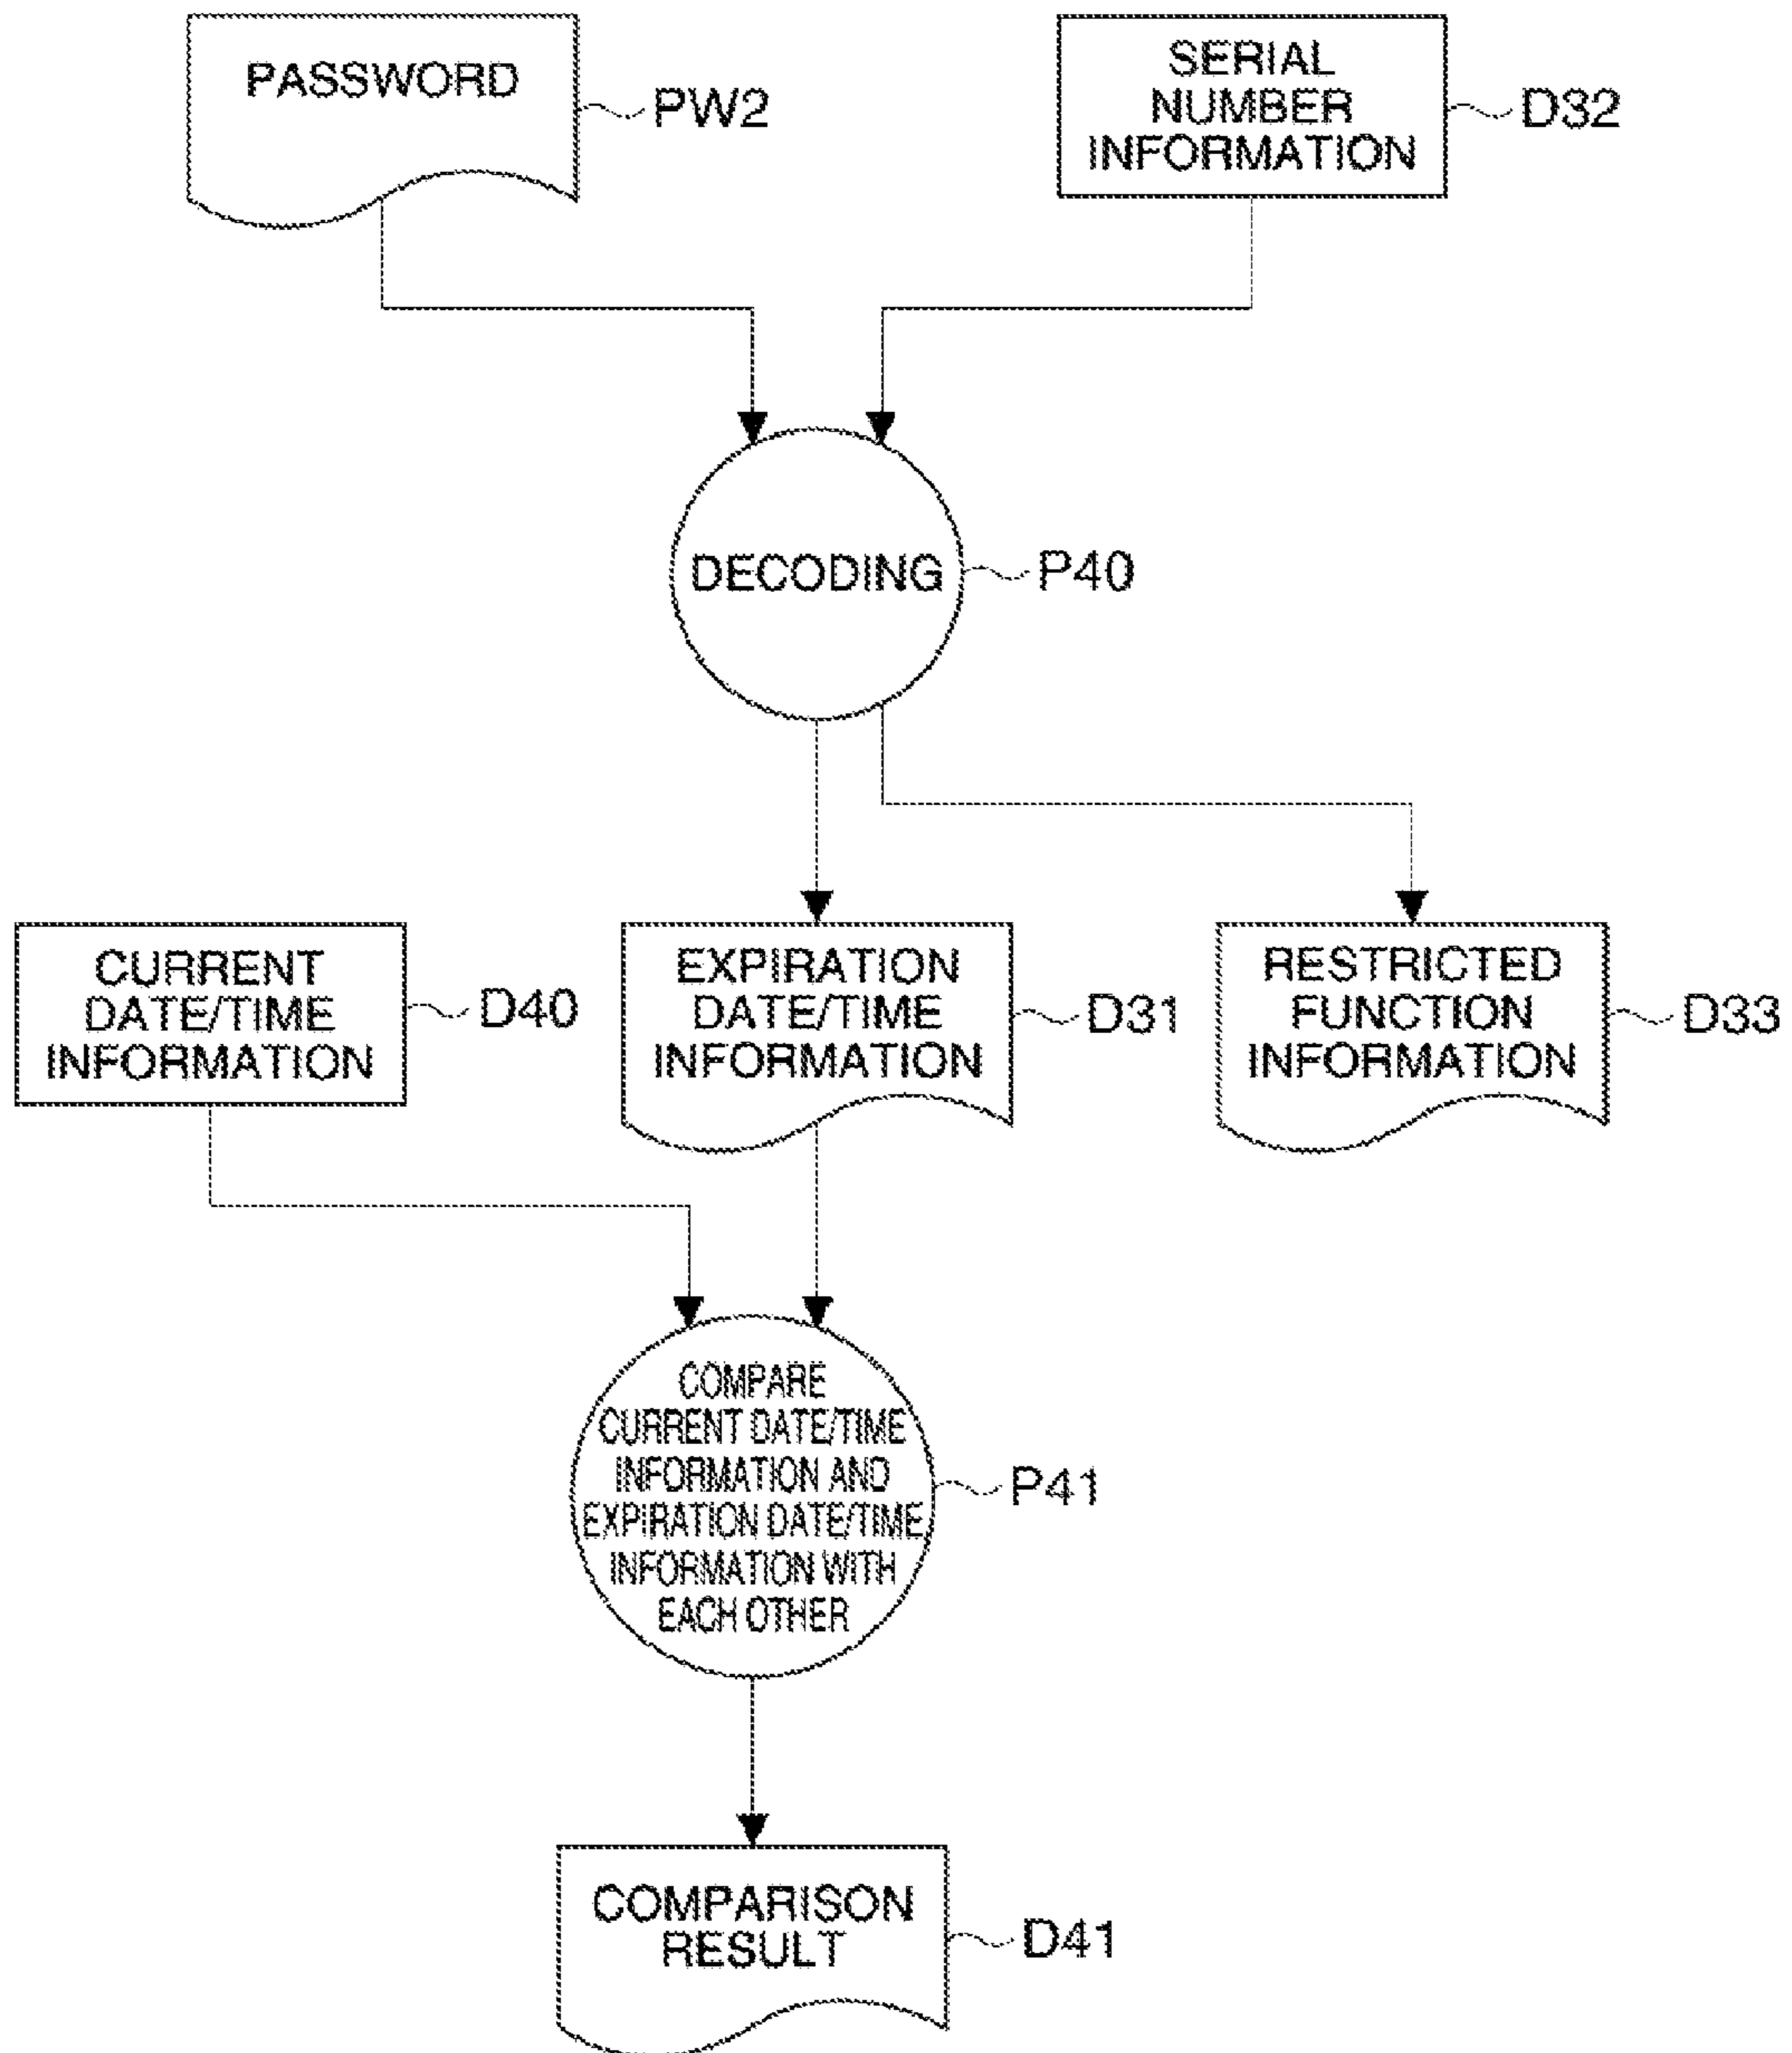 PASSWORD
PW2
SERIAL
NUMBER
INFORMATION
D32
DECODING
P40
CURRENT
DATE/TIME
INFORMATION
D40
EXPIRATION
DATE/TIME
INFORMATION
D31
RESTRICTED
FUNCTION
INFORMATION
D33
COMPARE
CURRENT DATE/TIME
INFORMATION AND
EXPIRATION DATE/TIME
INFORMATION WITH
EACH OTHER
P41
COMPARISON
RESULT
D41